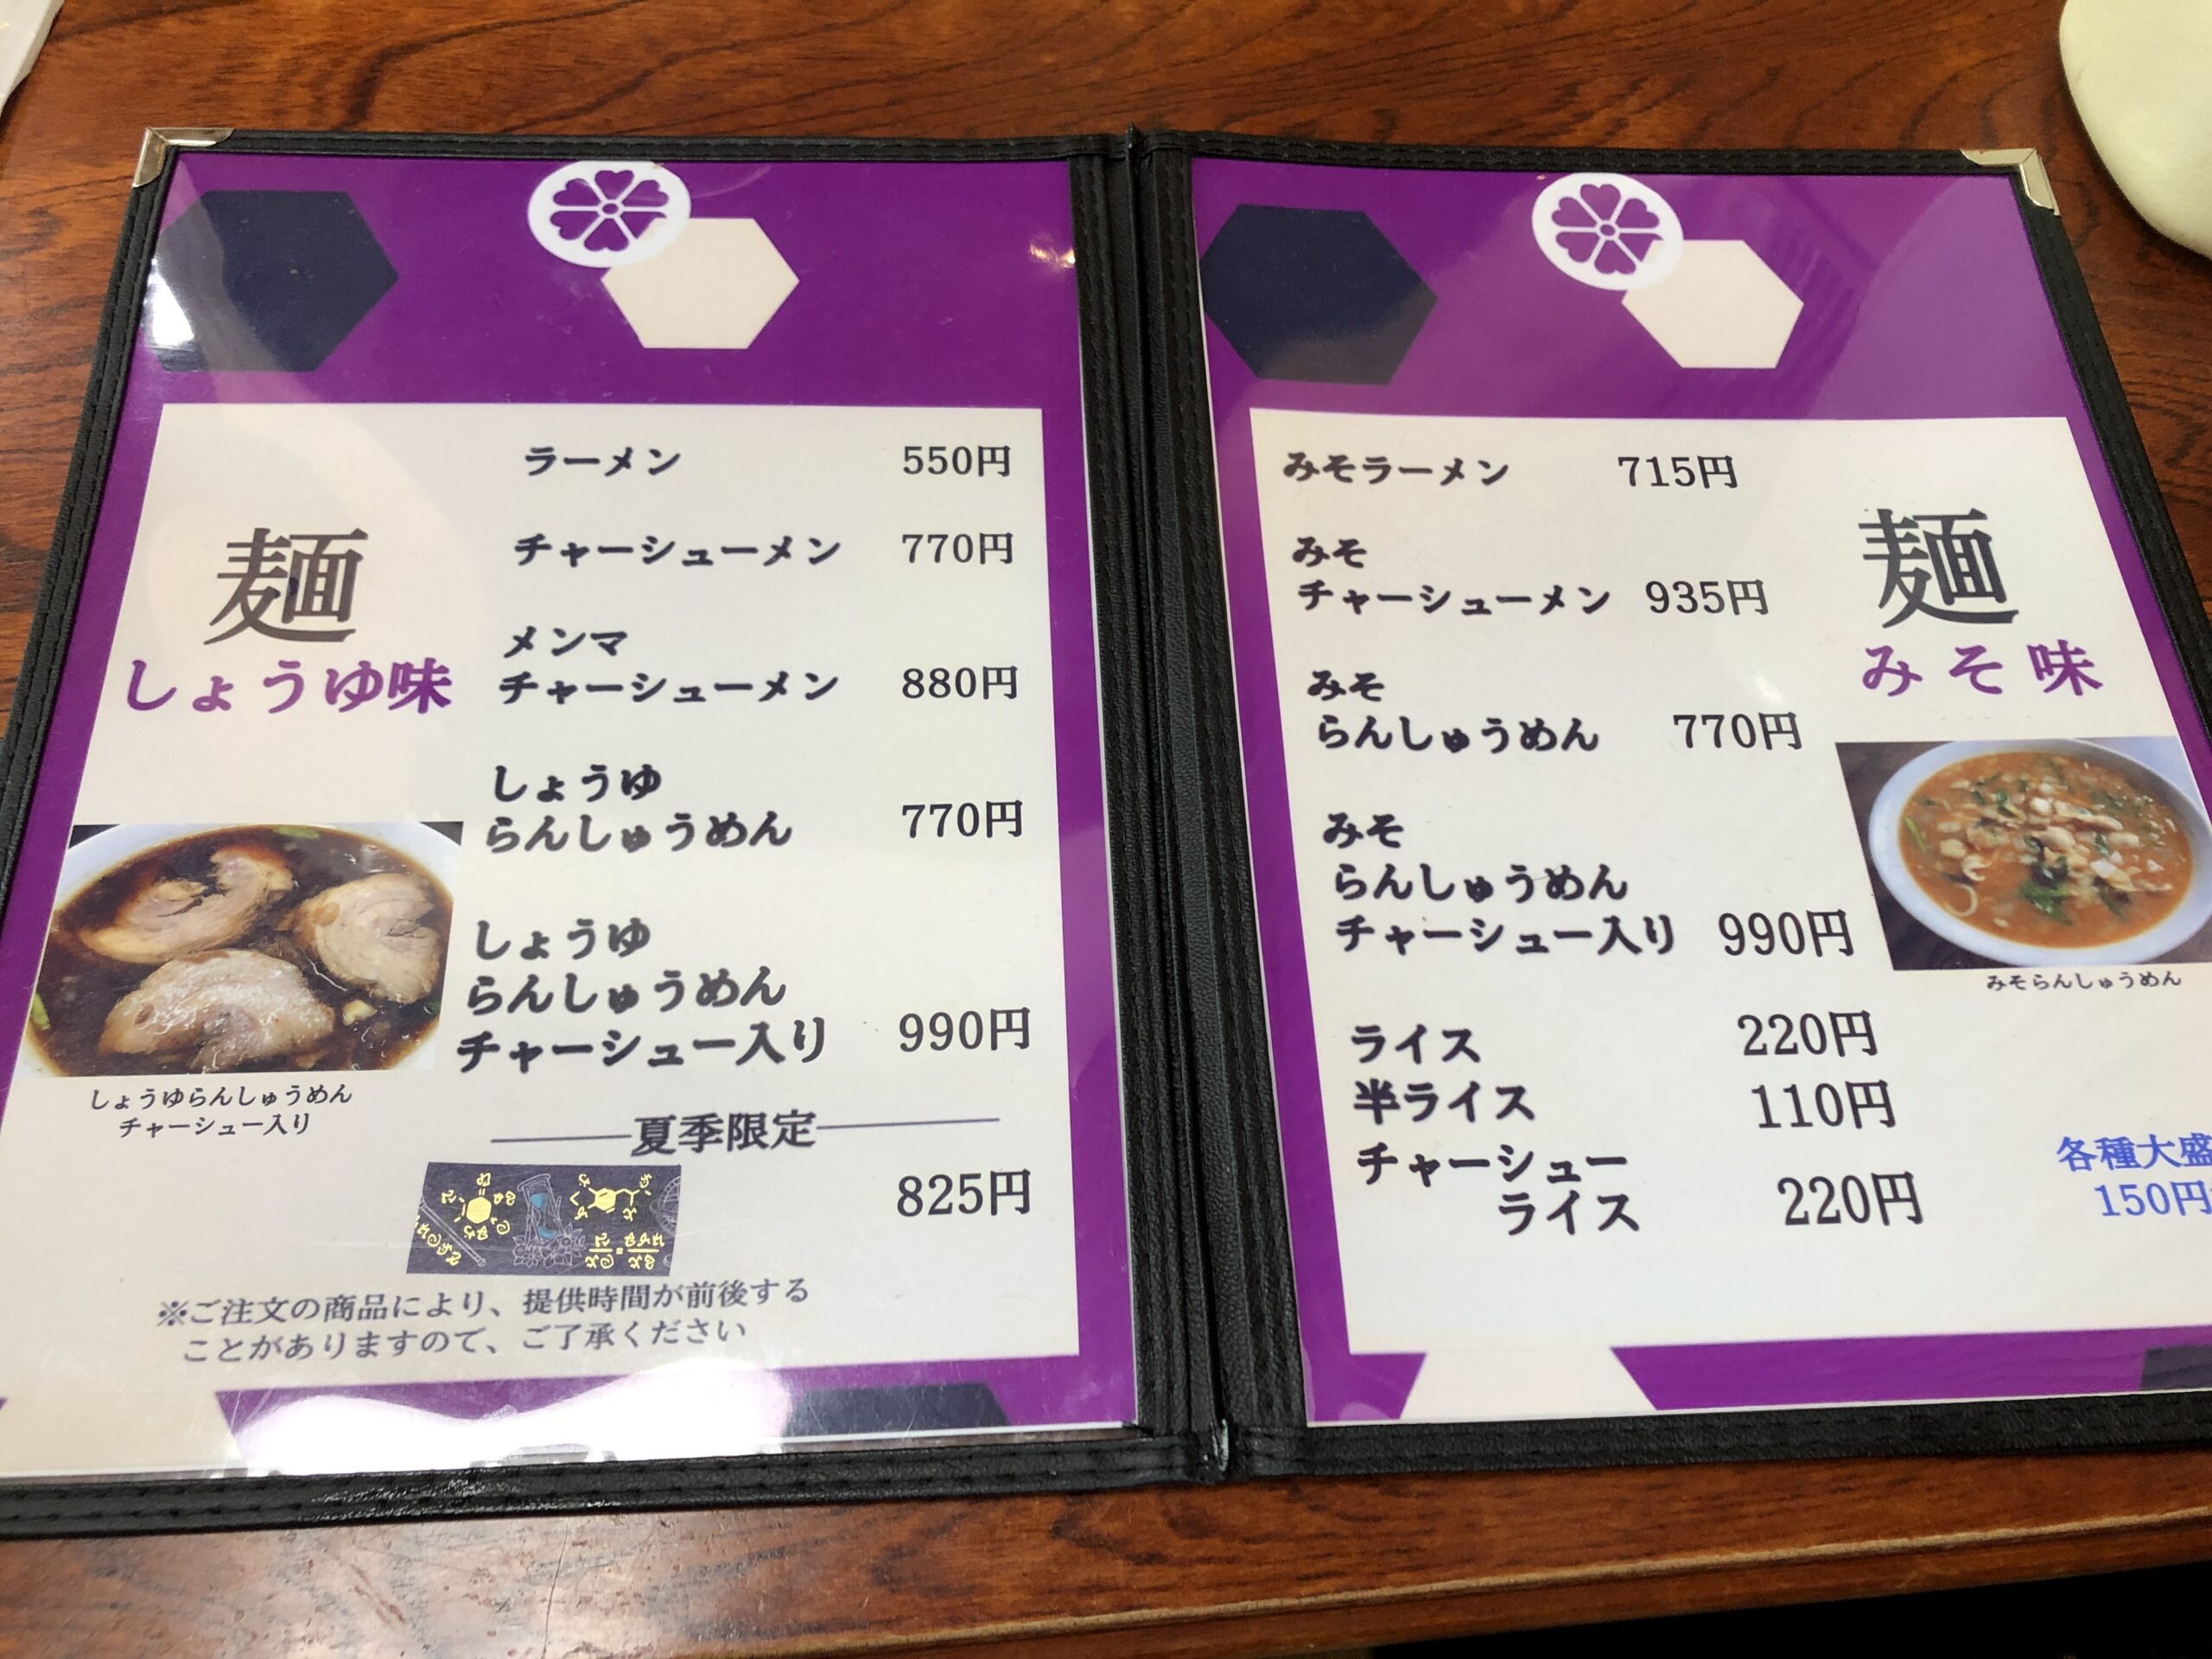 麺
しょうゆ味
ラーメン 550円
チャーシューメン 770円
メンマ
チャーシューメン 880円
しょうゆ
らんしゅうめん 770円
しょうゆ
らんしゅうめん
チャーシュー入り 990円
しょうゆらんしゅうめん
チャーシュー入り
夏季限定
825円
※ご注文の商品により、提供時間が前後する
ことがありますので、ご了承ください
麺
みそ味
みそラーメン 715円
みそ
チャーシューメン 935円
みそ
らんしゅうめん 770円
みそ
らんしゅうめん
チャーシュー入り 990円
みそらんしゅうめん
ライス 220円
半ライス 110円
チャーシュー
ライス 220円
各種大盛
150円